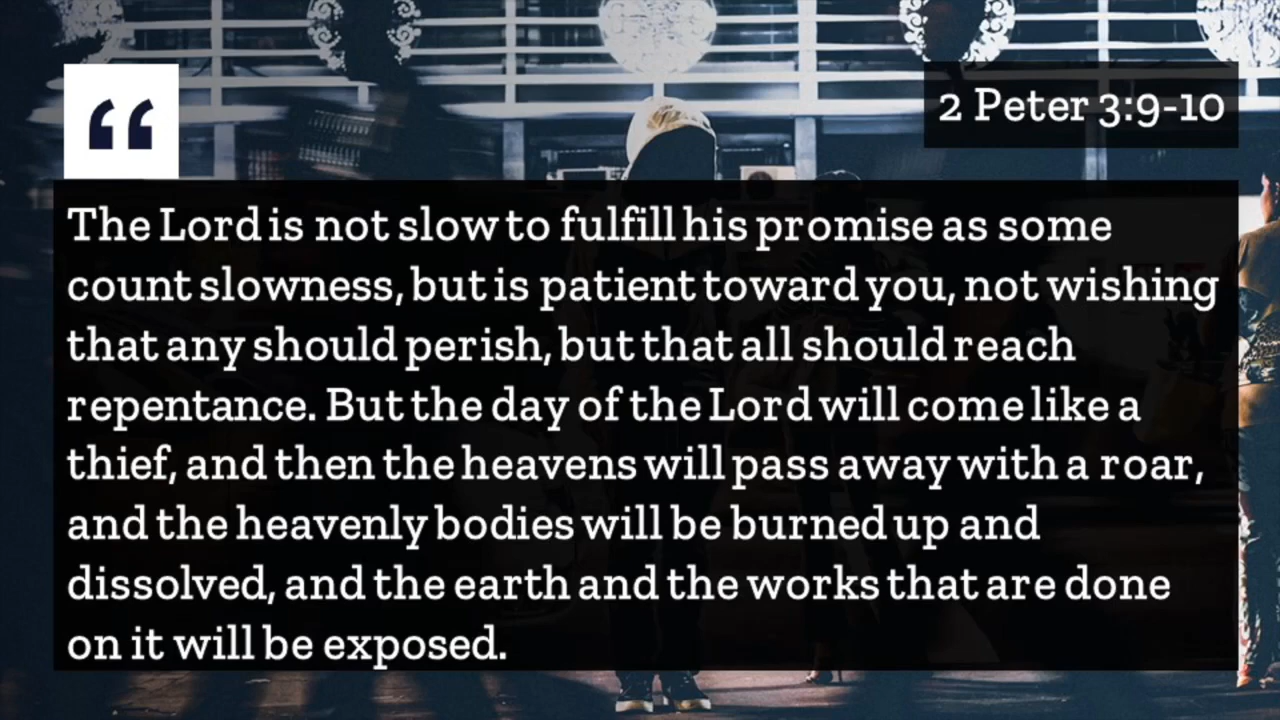 “
2 Peter 3:9-10
The Lord is not slow to fulfill his promise as some
count slowness, but is patient toward you, not wishing
that any should perish, but that all should reach
repentance. But the day of the Lord will come like a
thief, and then the heavens will pass away with a roar,
and the heavenly bodies will be burned up and
dissolved, and the earth and the works that are done
on it will be exposed.